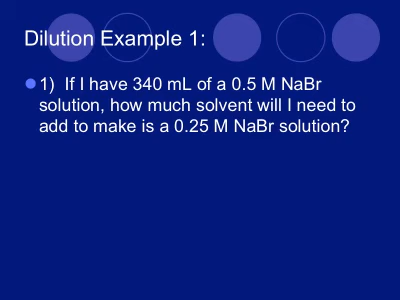 Dilution Example 1:
1) If I have 340 mL of a 0.5 M NaBr
solution, how much solvent will I need to
add to make is a 0.25 M NaBr solution?